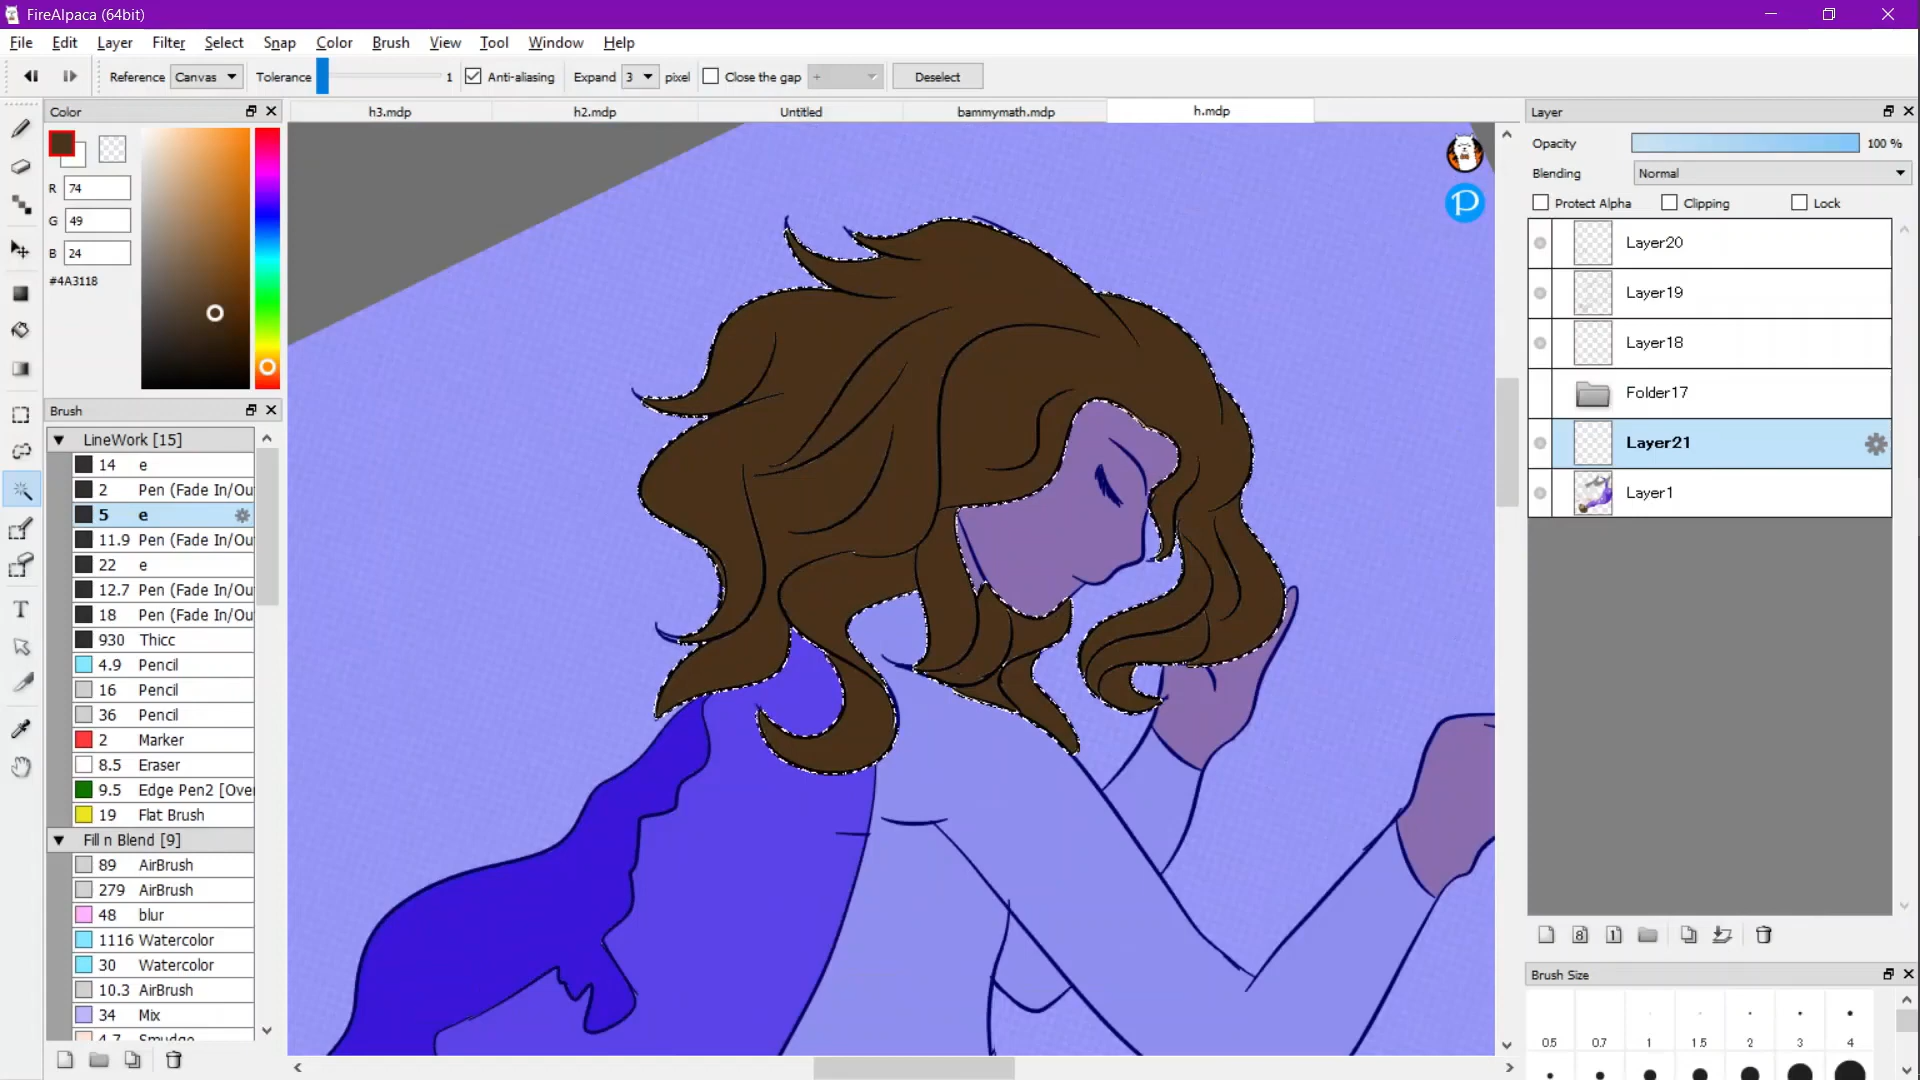 FireAlpaca (64bit)
File Edit Layer Filter Select Snap Color Brush View Tool Window Help
Reference Canvas Tolerance 1 Anti-aliasing Expand 3 pixel Close the gap + Deselect
Color
h3.mdp h2.mdp Untitled bammymath.mdp h.mdp
Layer
R 74
G 49
B 24
#4A3118
Opacity 100 %
Blending Normal
Protect Alpha Clipping Lock
Layer20
Layer19
Layer18
Folder17
Layer21
Layer1
P
Brush
LineWork [15]
14 e
2 Pen (Fade In/Ou
5 e
11.9 Pen (Fade In/Ou
22 e
12.7 Pen (Fade In/Ou
18 Pen (Fade In/Ou
930 Thicc
4.9 Pencil
16 Pencil
36 Pencil
2 Marker
8.5 Eraser
9.5 Edge Pen2 [Over
19 Flat Brush
Fill n Blend [9]
89 AirBrush
279 AirBrush
48 blur
1116 Watercolor
30 Watercolor
10.3 AirBrush
34 Mix
4.7 Smudge
T
8
1
Brush Size
0.5 0.7 1 1.5 2 3 4